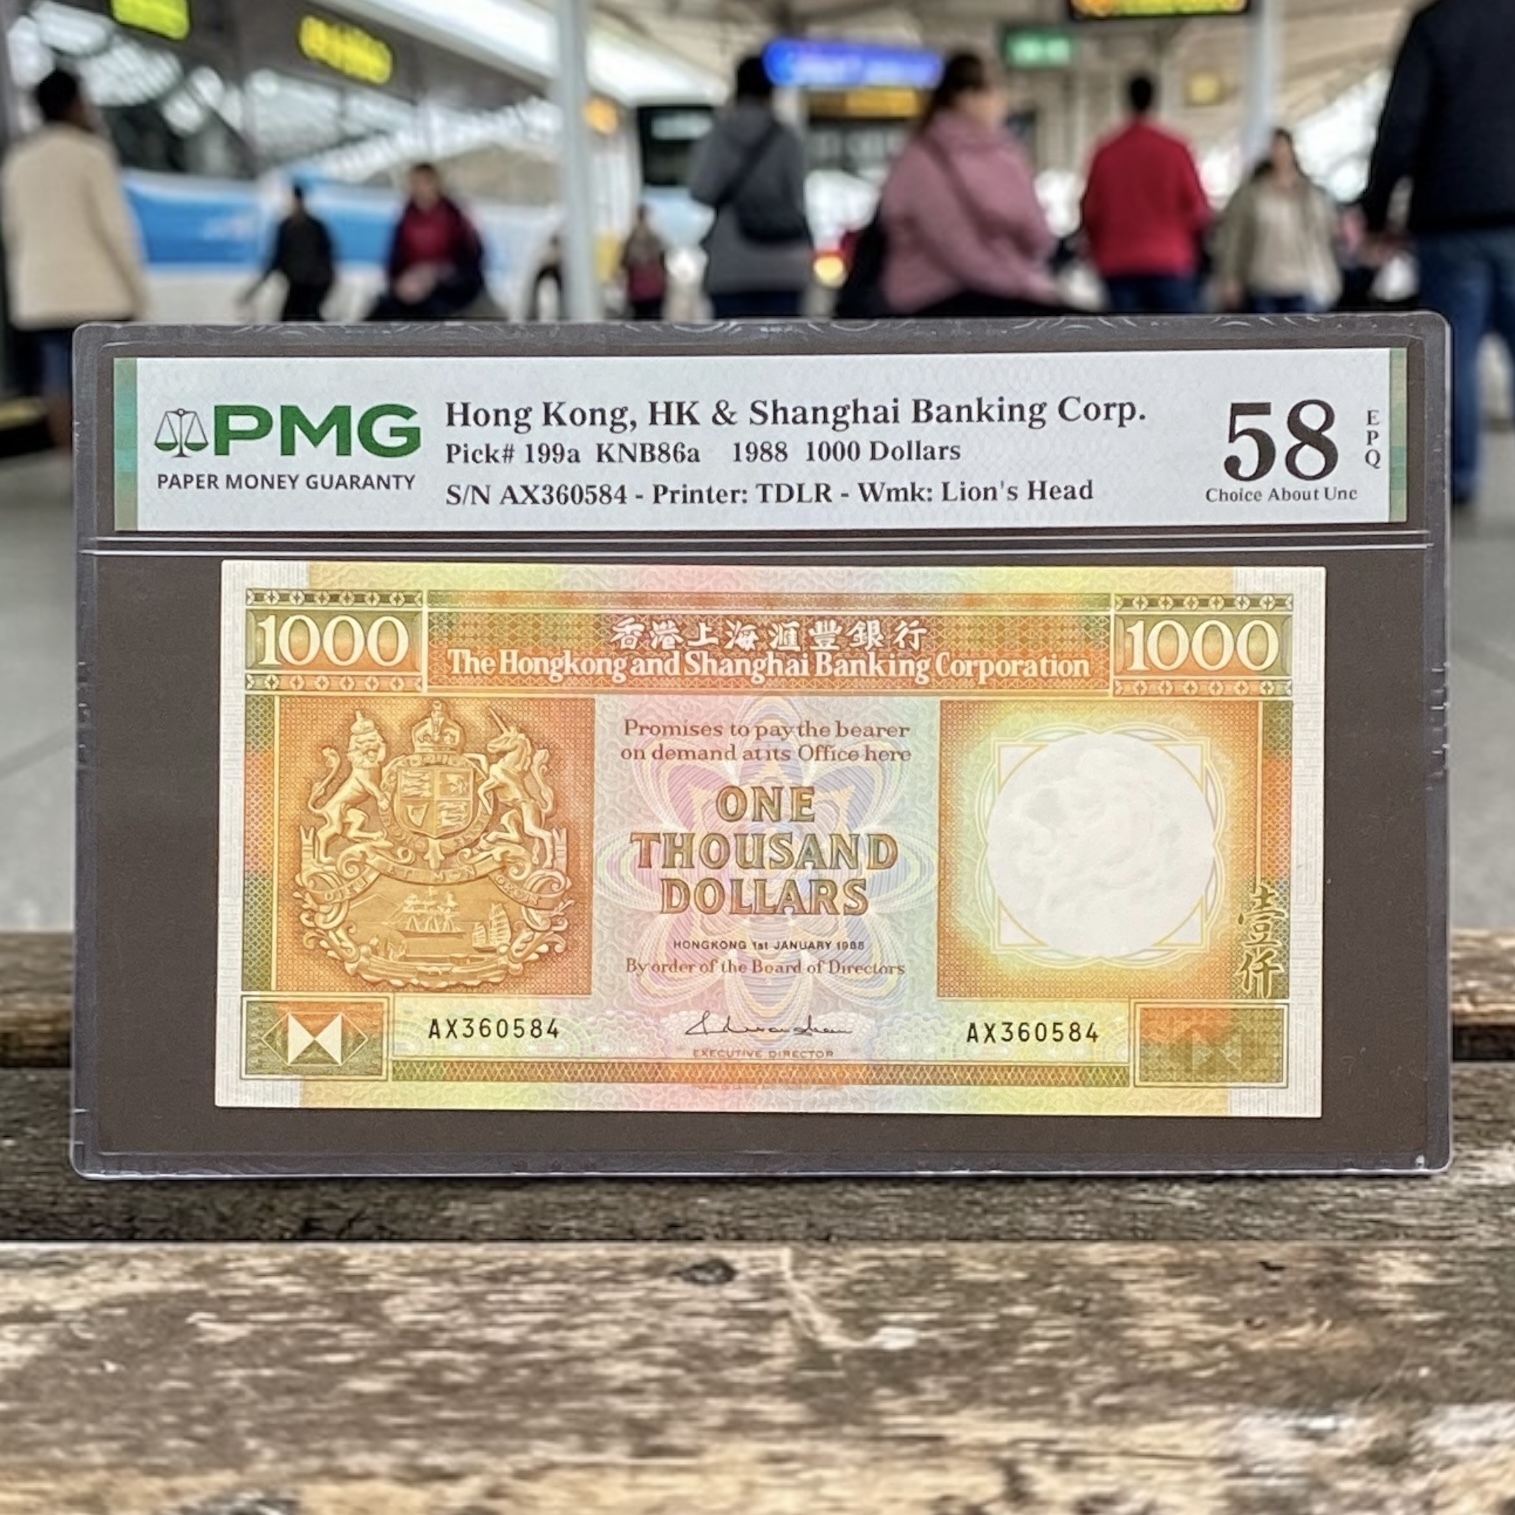 PMG
PAPER MONEY GUARANTY
Hong Kong, HK & Shanghai Banking Corp.
Pick# 199a KNB86a 1988 1000 Dollars
S/N AX360584 - Printer: TDLR - Wmk: Lion's Head
58
EPQ
Choice About Unc
1000
香港上海滙豐銀行
1000
The Hongkong and Shanghai Banking Corporation
Promises to pay the bearer
on demand at its Office here
ONE
THOUSAND
DOLLARS
HONGKONG 1st JANUARY 1988
By order of the Board of Directors
壹仟
AX360584
AX360584
EXECUTIVE DIRECTOR